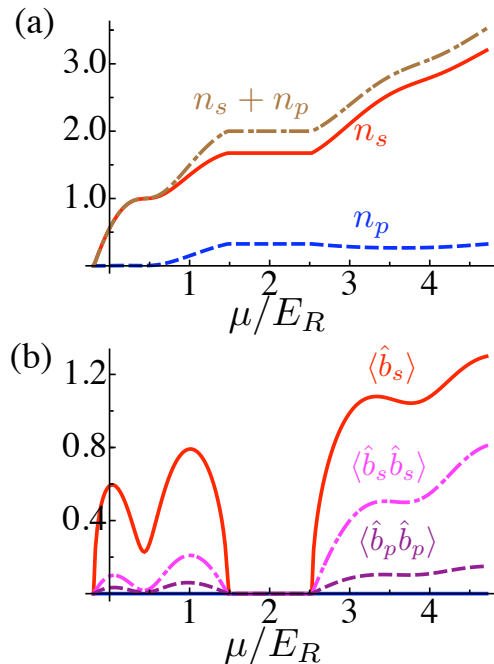 (a)
3.0
n_s + n_p
2.0
n_s
1.0
n_p
1 2 3 4
μ/E_R
(b)
1.2
⟨b̂_s⟩
0.8
⟨b̂_s b̂_s⟩
0.4
⟨b̂_p b̂_p⟩
1 2 3 4
μ/E_R